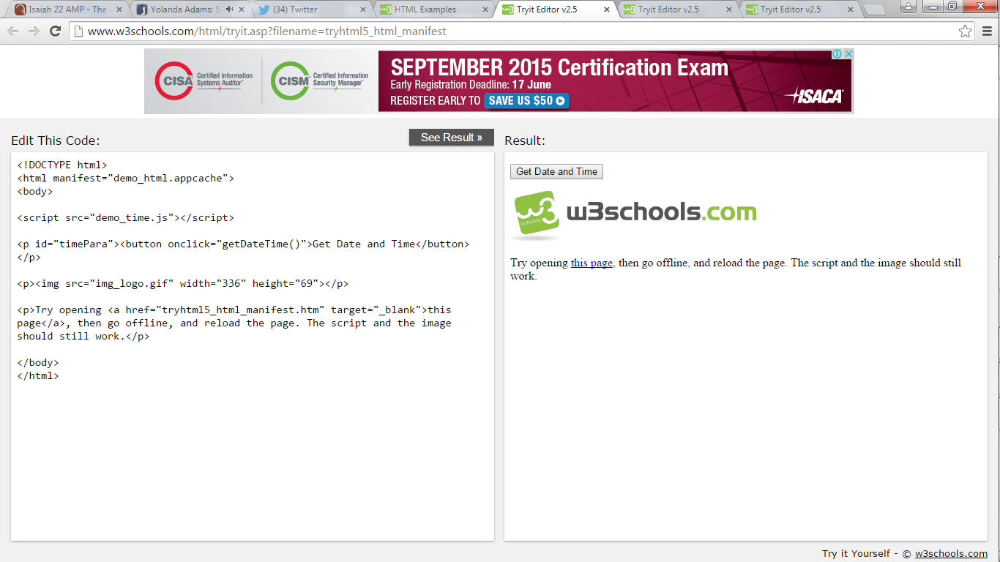 Isaiah 22 AMP - The
Yolanda Adams: S
(34) Twitter
HTML Examples
Tryit Editor v2.5
Tryit Editor v2.5
Tryit Editor v2.5
www.w3schools.com/html/tryit.asp?filename=tryhtml5_html_manifest
CISA® Certified Information
Systems Auditor®
CISM® Certified Information
Security Manager®
SEPTEMBER 2015 Certification Exam
Early Registration Deadline: 17 June
REGISTER EARLY TO SAVE US $50
ISACA®
Edit This Code:
See Result »
Result:
<!DOCTYPE html>
<html manifest="demo_html.appcache">
<body>
<script src="demo_time.js"></script>
<p id="timePara"><button onclick="getDateTime()">Get Date and Time</button>
</p>
<p><img src="img_logo.gif" width="336" height="69"></p>
<p>Try opening <a href="tryhtml5_html_manifest.htm" target="_blank">this
page</a>, then go offline, and reload the page. The script and the image
should still work.</p>
</body>
</html>
Get Date and Time
w3 schools
w3schools.com
Try opening this page, then go offline, and reload the page. The script and the image should still
work.
Try it Yourself - © w3schools.com